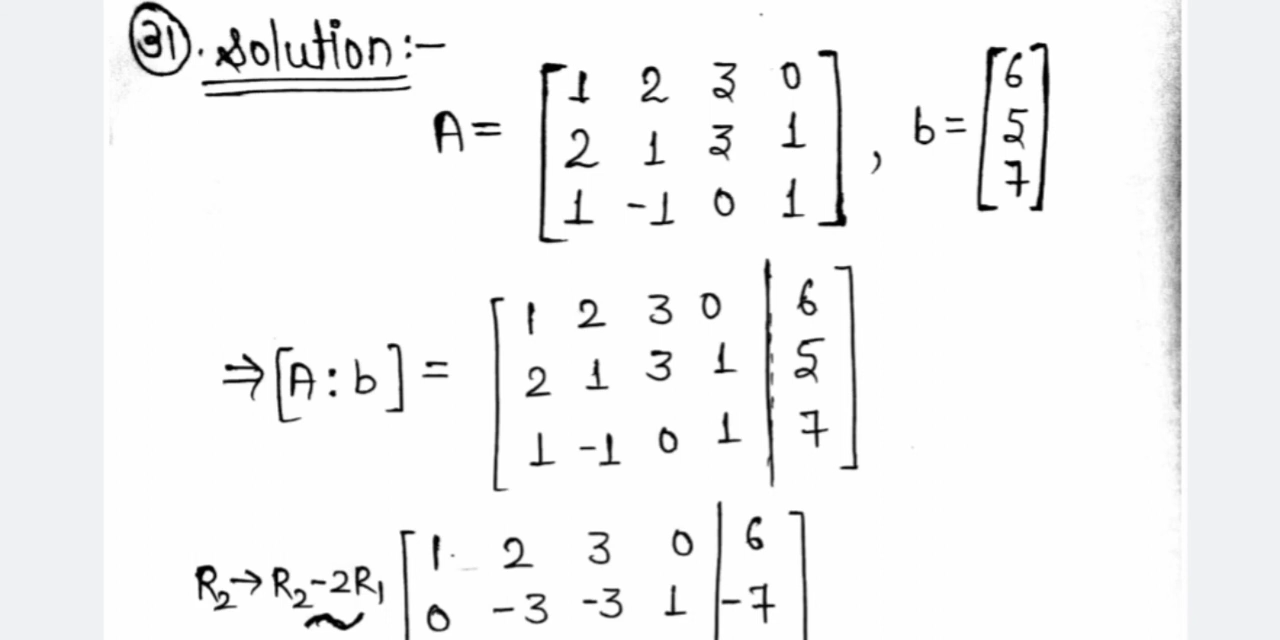 31. Solution:-
A = [1 2 3 0
2 1 3 1
1 -1 0 1], b = [6
5
7]
⇒ [A : b] = [1 2 3 0 | 6
2 1 3 1 | 5
1 -1 0 1 | 7]
R₂→R₂-2R₁ [1 2 3 0 | 6
0 -3 -3 1 | -7